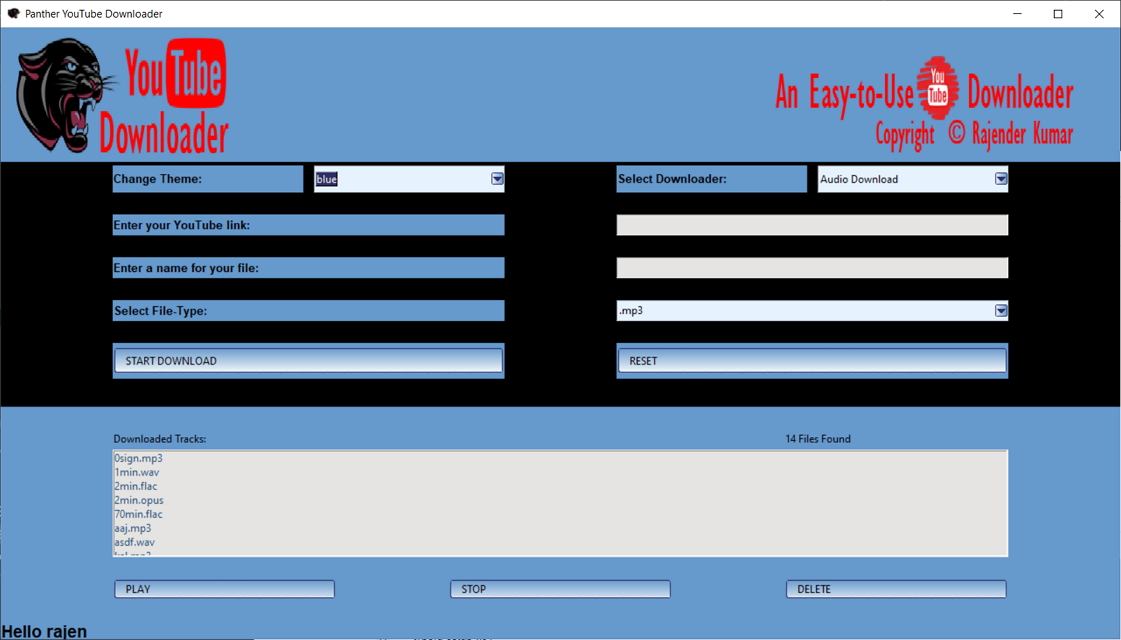 Panther YouTube Downloader
YouTube
Downloader
An Easy-to-Use YouTube Downloader
Copyright © Rajender Kumar
Change Theme:
blue
Select Downloader:
Audio Download
Enter your YouTube link:
Enter a name for your file:
Select File-Type:
.mp3
START DOWNLOAD
RESET
Downloaded Tracks:
14 Files Found
0sign.mp3
1min.wav
2min.flac
2min.opus
70min.flac
aaj.mp3
asdf.wav
PLAY
STOP
DELETE
Hello rajen